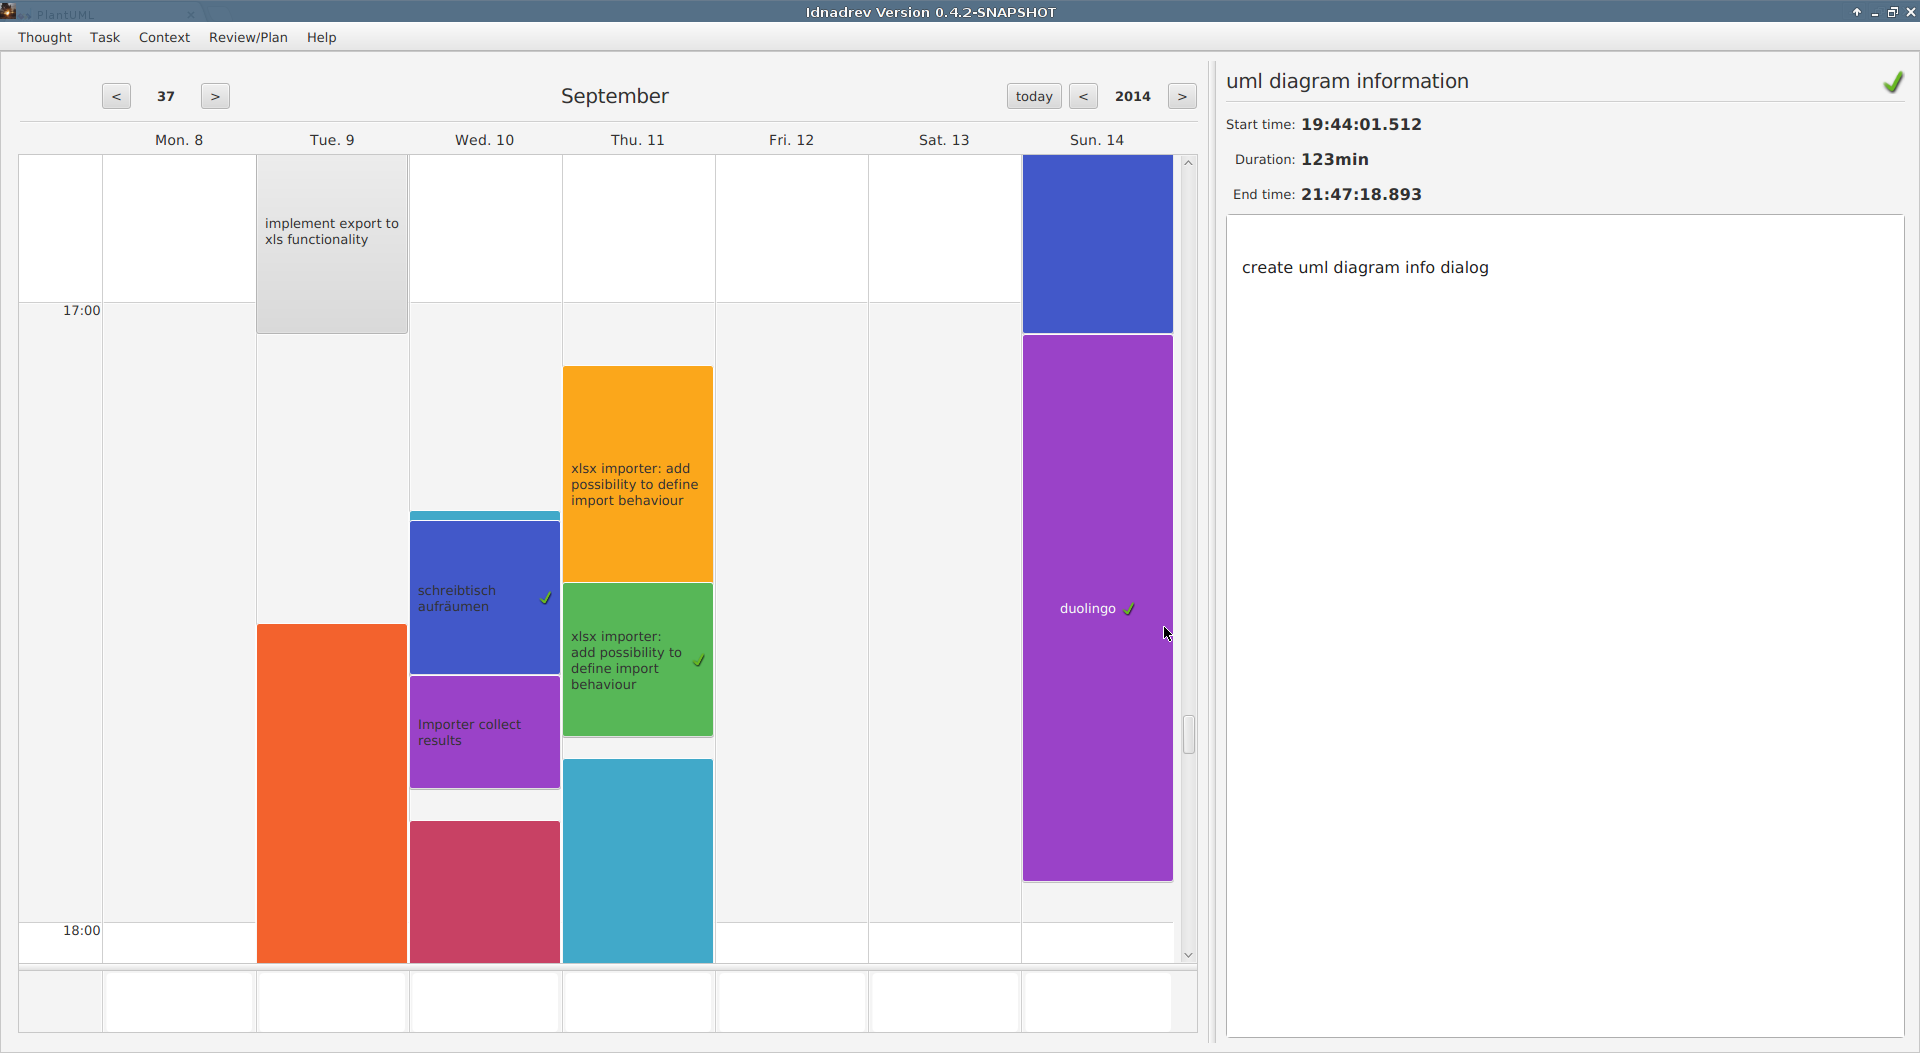 PlantUML
Idnadrev Version 0.4.2-SNAPSHOT
Thought Task Context Review/Plan Help
< 37 > September today < 2014 >
Mon. 8 Tue. 9 Wed. 10 Thu. 11 Fri. 12 Sat. 13 Sun. 14
implement export to
xls functionality
17:00
xlsx importer: add
possibility to define
import behaviour
schreibtisch
aufräumen
duolingo
xlsx importer:
add possibility to
define import
behaviour
Importer collect
results
18:00
uml diagram information
Start time: 19:44:01.512
Duration: 123min
End time: 21:47:18.893
create uml diagram info dialog